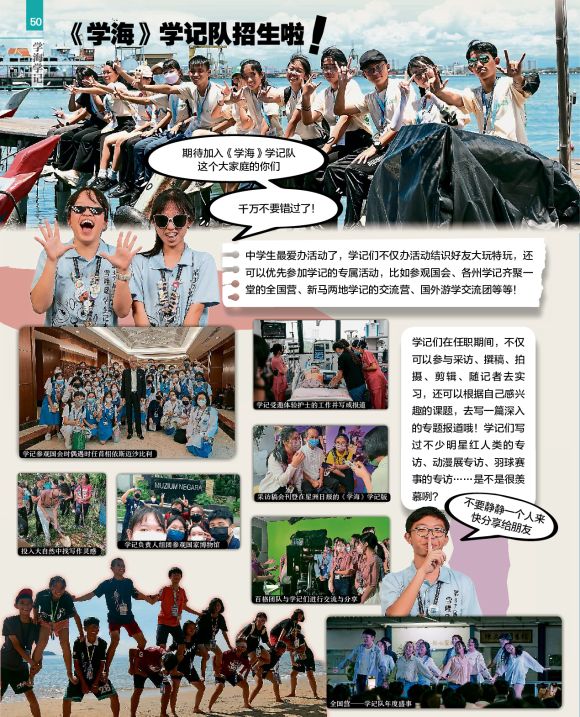 50
学海学记
《学海》学记队招生啦！
期待加入《学海》学记队
这个大家庭的你们
千万不要错过了！
中学生最爱办活动了，学记们不仅办活动结识好友大玩特玩，还
可以优先参加学记的专属活动，比如参观国会、各州学记齐聚一
堂的全国营、新马两地学记的交流营、国外游学交流团等等！
学记们在任职期间，不仅
可以参与采访、撰稿、拍
摄、剪辑、随记者去实
习，还可以根据自己感兴
趣的课题，去写一篇深入
的专题报道哦！学记们写
过不少明星红人类的专
访、动漫展专访、羽球赛
事的专访……是不是很羡
慕咧？
学记参观国会时偶遇时任首相依斯迈沙比利
学记受邀体验护士的工作并写成报道
采访稿会刊登在星洲日报的《学海》学记版
投入大自然中找写作灵感
MUZIUM NEGARA
学记负责人组团参观国家博物馆
百格团队与学记们进行交流与分享
不要静静一个人来
快分享给朋友
全国营——学记队年度盛事